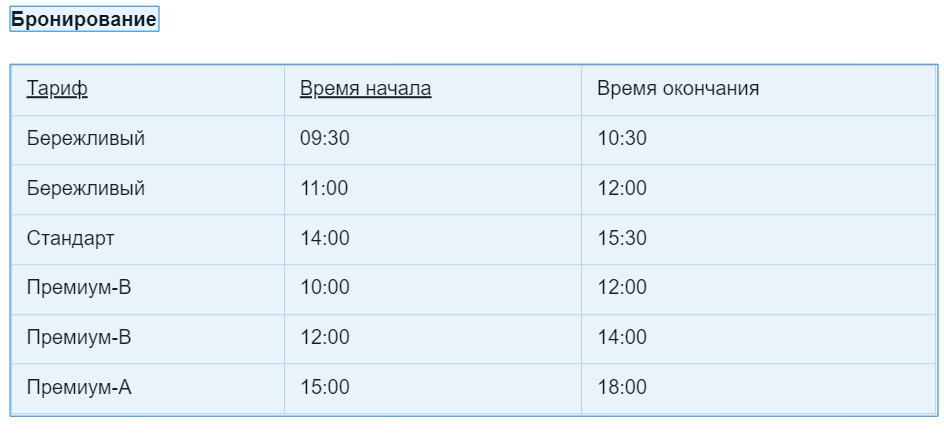 Бронирование
Тариф Время начала Время окончания
Бережливый 09:30 10:30
Бережливый 11:00 12:00
Стандарт 14:00 15:30
Премиум-В 10:00 12:00
Премиум-В 12:00 14:00
Премиум-А 15:00 18:00